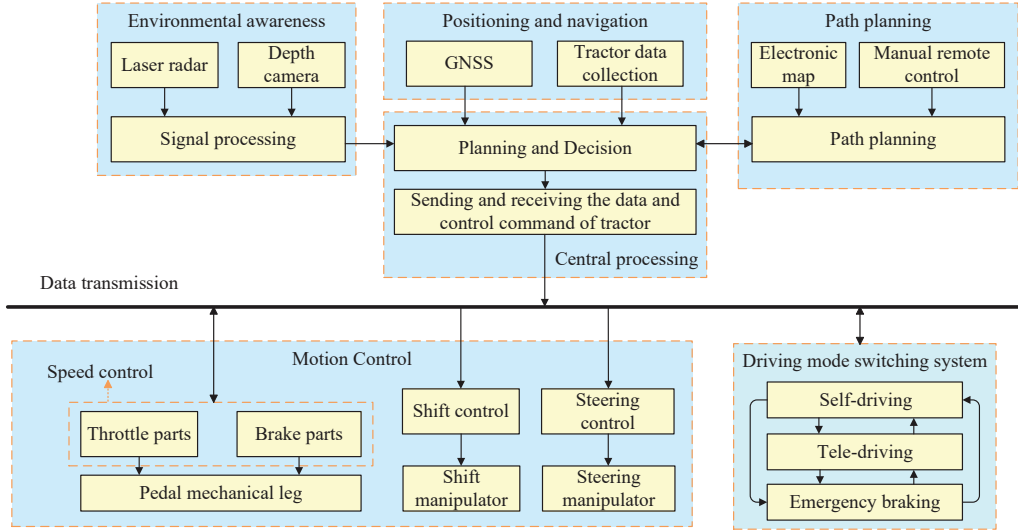 Environmental awareness
Laser radar
Depth
camera
Signal processing
Positioning and navigation
GNSS
Tractor data
collection
Path planning
Electronic
map
Manual remote
control
Path planning
Planning and Decision
Sending and receiving the data and
control command of tractor
Central processing
Data transmission
Motion Control
Speed control
Throttle parts
Brake parts
Pedal mechanical leg
Shift control
Shift
manipulator
Steering
control
Steering
manipulator
Driving mode switching system
Self-driving
Tele-driving
Emergency braking